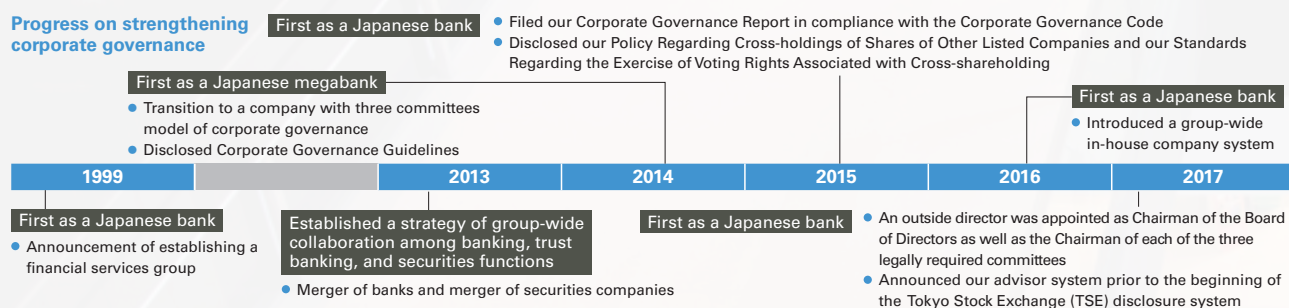 Progress on strengthening
corporate governance
First as a Japanese bank
● Filed our Corporate Governance Report in compliance with the Corporate Governance Code
● Disclosed our Policy Regarding Cross-holdings of Shares of Other Listed Companies and our Standards
Regarding the Exercise of Voting Rights Associated with Cross-shareholding
First as a Japanese megabank
● Transition to a company with three committees
model of corporate governance
● Disclosed Corporate Governance Guidelines
First as a Japanese bank
● Introduced a group-wide
in-house company system
1999 2013 2014 2015 2016 2017
First as a Japanese bank
● Announcement of establishing a
financial services group
Established a strategy of group-wide
collaboration among banking, trust
banking, and securities functions
● Merger of banks and merger of securities companies
First as a Japanese bank
● An outside director was appointed as Chairman of the Board
of Directors as well as the Chairman of each of the three
legally required committees
● Announced our advisor system prior to the beginning of
the Tokyo Stock Exchange (TSE) disclosure system